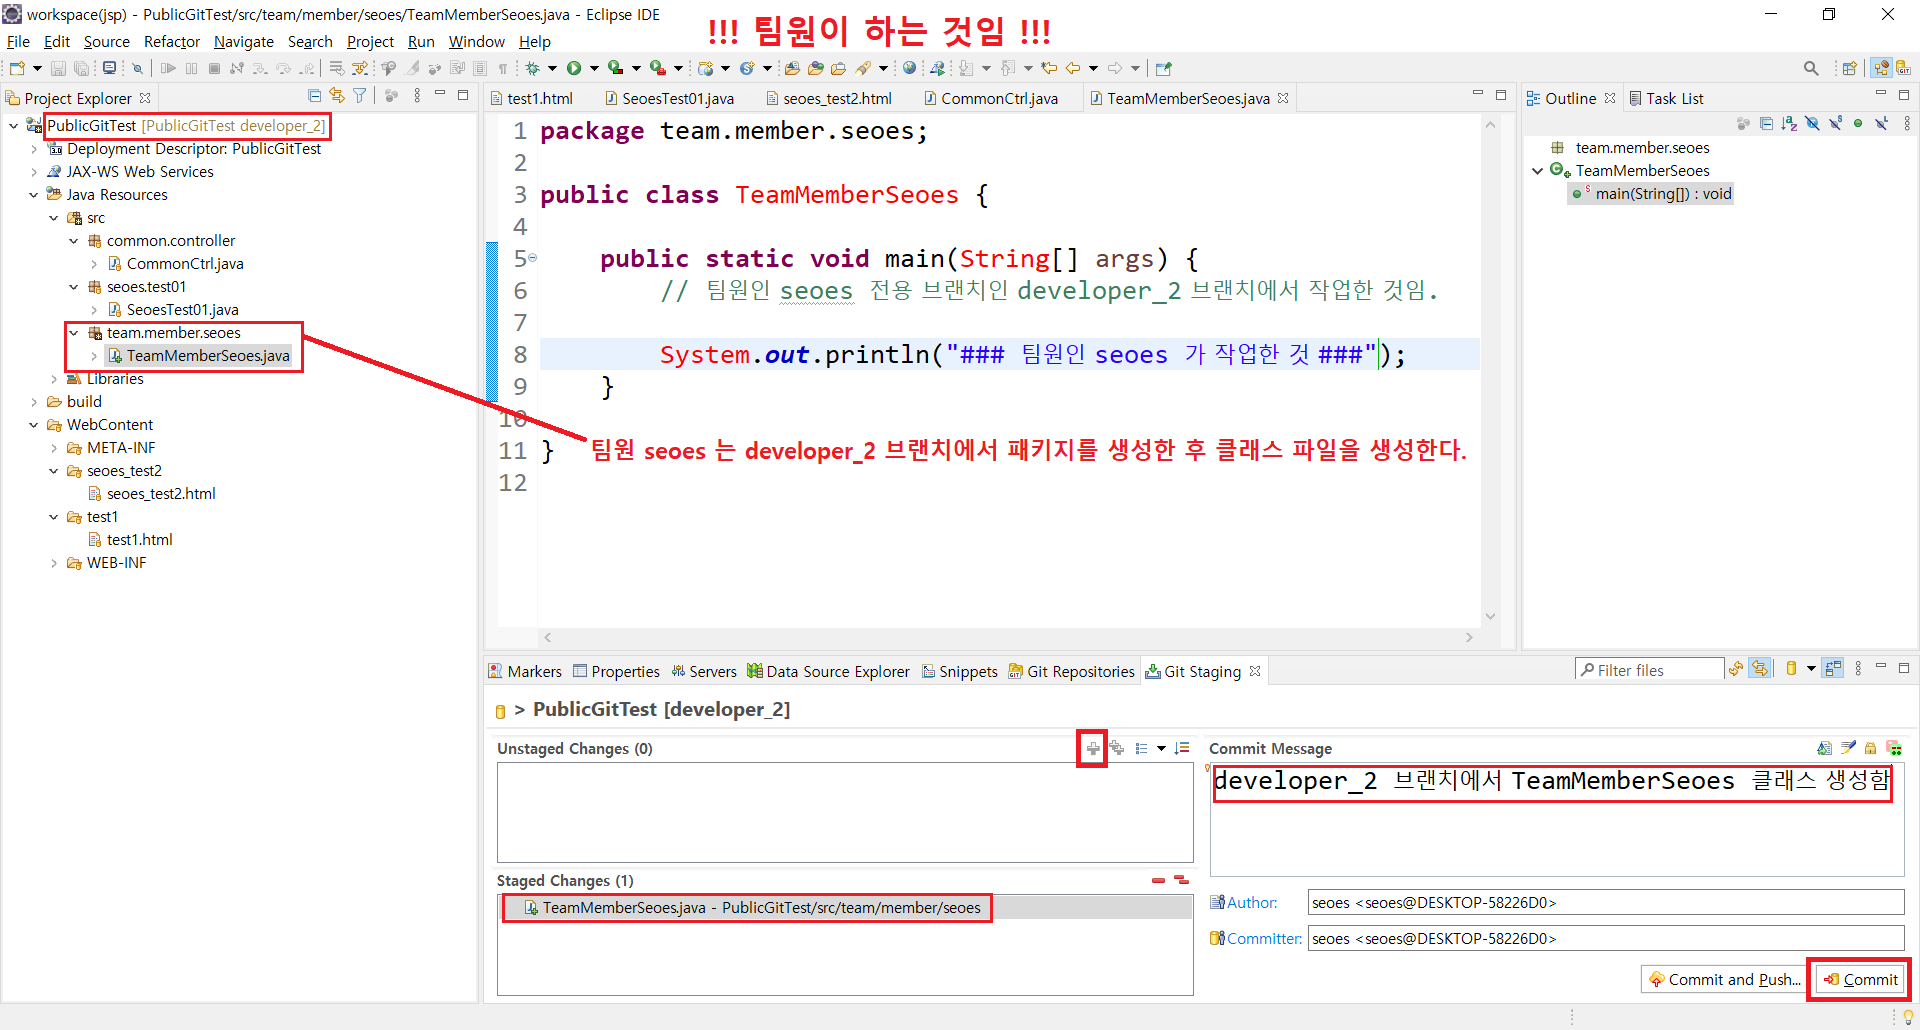 workspace(jsp) - PublicGitTest/src/team/member/seoes/TeamMemberSeoes.java - Eclipse IDE
!!! 팀원이 하는 것임 !!!
File Edit Source Refactor Navigate Search Project Run Window Help
Project Explorer
PublicGitTest [PublicGitTest developer_2]
Deployment Descriptor: PublicGitTest
JAX-WS Web Services
Java Resources
src
common.controller
CommonCtrl.java
seoes.test01
SeoesTest01.java
team.member.seoes
TeamMemberSeoes.java
Libraries
build
WebContent
META-INF
seoes_test2
seoes_test2.html
test1
test1.html
WEB-INF
test1.html SeoesTest01.java seoes_test2.html CommonCtrl.java TeamMemberSeoes.java
1 package team.member.seoes;
2
3 public class TeamMemberSeoes {
4
5 public static void main(String[] args) {
6 // 팀원인 seoes 전용 브랜치인 developer_2 브랜치에서 작업한 것임.
7
8 System.out.println("### 팀원인 seoes 가 작업한 것 ###");
9 }
10
11 } 팀원 seoes 는 developer_2 브랜치에서 패키지를 생성한 후 클래스 파일을 생성한다.
12
Outline Task List
team.member.seoes
TeamMemberSeoes
main(String[]) : void
Markers Properties Servers Data Source Explorer Snippets Git Repositories Git Staging
Filter files
> PublicGitTest [developer_2]
Unstaged Changes (0)
Staged Changes (1)
TeamMemberSeoes.java - PublicGitTest/src/team/member/seoes
Commit Message
developer_2 브랜치에서 TeamMemberSeoes 클래스 생성함
Author: seoes <seoes@DESKTOP-58226D0>
Committer: seoes <seoes@DESKTOP-58226D0>
Commit and Push... Commit